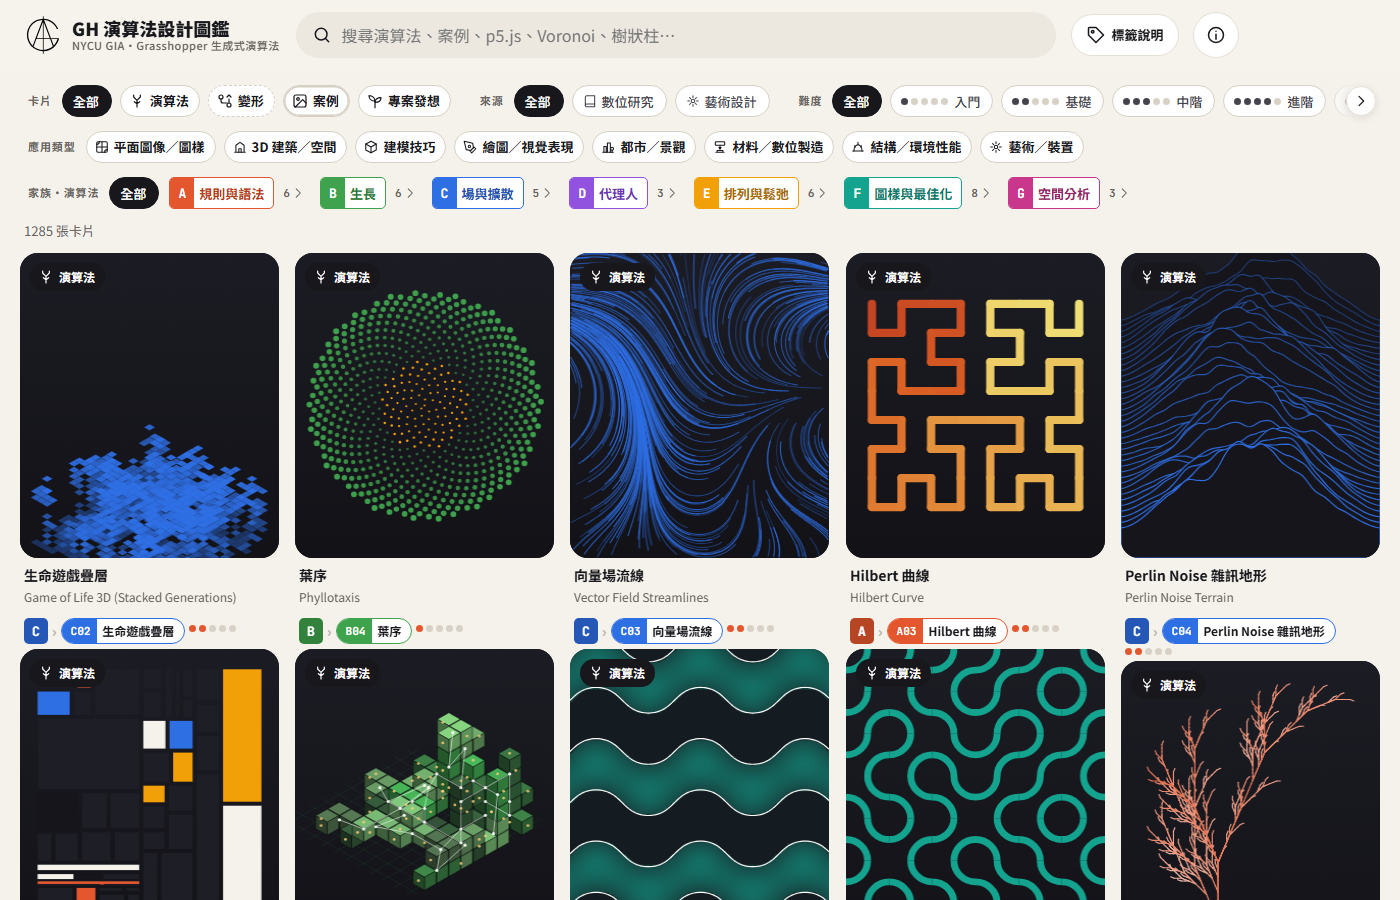 GH 演算法設計圖鑑
NYCU GIA・Grasshopper 生成式演算法
搜尋演算法、案例、p5.js、Voronoi、樹狀柱…
標籤說明
卡片 全部 演算法 變形 案例 專案發想 來源 全部 數位研究 藝術設計 難度 全部 入門 基礎 中階 進階
應用類型 平面圖像／圖樣 3D 建築／空間 建模技巧 繪圖／視覺表現 都市／景觀 材料／數位製造 結構／環境性能 藝術／裝置
家族・演算法 全部 A 規則與語法 6 B 生長 6 C 場與擴散 5 D 代理人 3 E 排列與鬆弛 6 F 圖樣與最佳化 8 G 空間分析 3
1285 張卡片
演算法 演算法 演算法 演算法 演算法
生命遊戲疊層 葉序 向量場流線 Hilbert 曲線 Perlin Noise 雜訊地形
Game of Life 3D (Stacked Generations) Phyllotaxis Vector Field Streamlines Hilbert Curve Perlin Noise Terrain
C › C02 生命遊戲疊層 B › B04 葉序 C › C03 向量場流線 A › A03 Hilbert 曲線 C › C04 Perlin Noise 雜訊地形
演算法 演算法 演算法 演算法 演算法